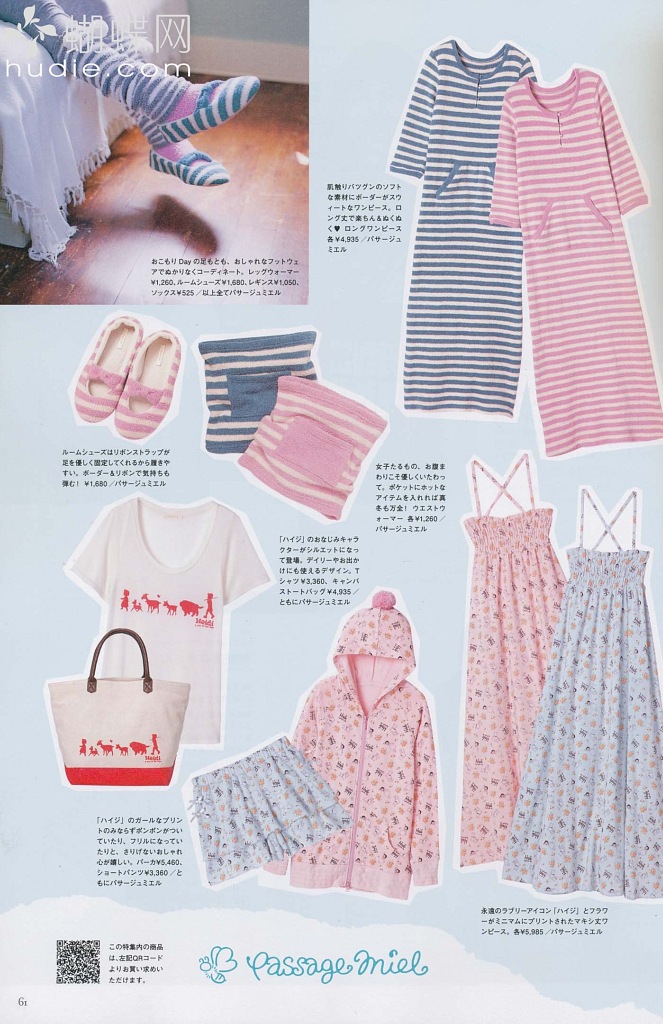 蝴蝶网
hudie.com
おこもり Day の足もとも、おしゃれなフットウェ
アでぬかりなくコーディネート。レッグウォーマー
¥1,260、ルームシューズ¥1,680、レギンス¥1,050、
ソックス¥525／以上全てパサージュミエル
肌触りバツグンのソフト
な素材にボーダーがスウ
ィートなワンピース。ロ
ング丈で楽ちん&ぬくぬ
く♥ ロングワンピース
各¥4,935／パサージュ
ミエル
ルームシューズはリボンストラップが
足を優しく固定してくれるから履きや
すい。ボーダー&リボンで気持ちも
弾む! ¥1,680／パサージュミエル
女子たるもの、お腹ま
わりこそ優しくいたわっ
て。ポケットにホットな
アイテムを入れれば真
冬も万全! ウエストウ
ォーマー 各¥1,260／
パサージュミエル
「ハイジ」のおなじみキャラ
クターがシルエットになっ
て登場。デイリーやお出か
けにも使えるデザイン。T
シャツ¥3,360、キャンバ
ストートバッグ¥4,935／
ともにパサージュミエル
Heidi
Heidi
「ハイジ」のガールなプリン
トのみならずポンポンがつい
ていたり、フリルになってい
たりと、さりげないおしゃれ
心が嬉しい。パーカ¥5,460、
ショートパンツ¥3,360／と
もにパサージュミエル
永遠のラブリーアイコン「ハイジ」とフラワ
ーがミニマムにプリントされたマキシ丈ワ
ンピース。各¥5,985／パサージュミエル
この特集内の商品
は、左記QRコード
よりお買い求めい
ただけます。
Passage miel
61